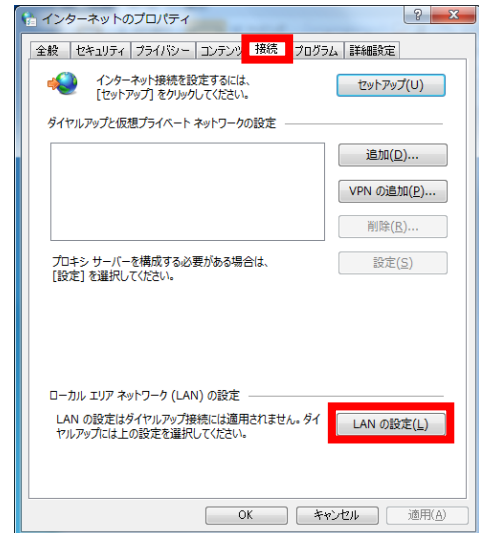 インターネットのプロパティ
全般 セキュリティ プライバシー コンテンツ 接続 プログラム 詳細設定
インターネット接続を設定するには、
[セットアップ] をクリックしてください。
セットアップ(U)
ダイヤルアップと仮想プライベート ネットワークの設定
追加(D)...
VPN の追加(P)...
削除(R)...
プロキシ サーバーを構成する必要がある場合は、
[設定] を選択してください。
設定(S)
ローカル エリア ネットワーク (LAN) の設定
LAN の設定はダイヤルアップ接続には適用されません。ダイ
ヤルアップには上の設定を選択してください。
LAN の設定(L)
OK キャンセル 適用(A)